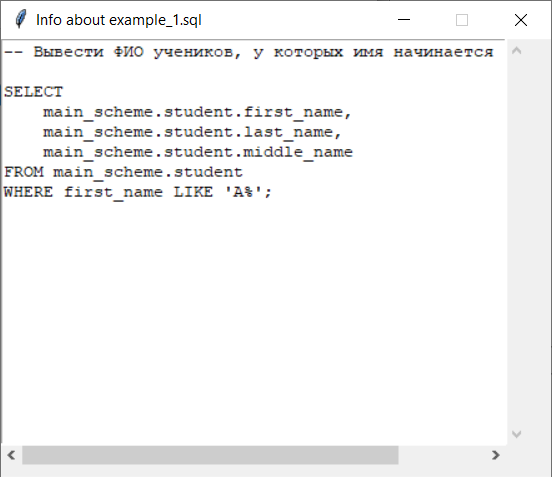 Info about example_1.sql
-- Вывести ФИО учеников, у которых имя начинается
SELECT
main_scheme.student.first_name,
main_scheme.student.last_name,
main_scheme.student.middle_name
FROM main_scheme.student
WHERE first_name LIKE 'A%';